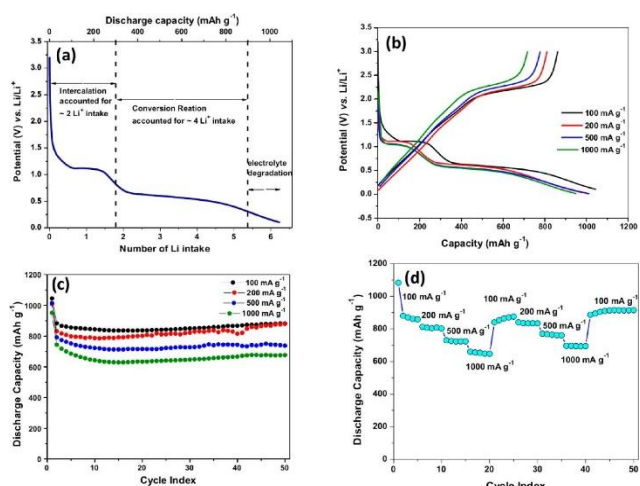 Discharge capacity (mAh g⁻¹)
0 200 400 600 800 1000
(a)
Intercalation
accounted for
~ 2 Li⁺ intake
Conversion Reation
accounted for ~ 4 Li⁺ intake
electrolyte
degradation
Potential (V) vs. Li/Li⁺
3.5
3.0
2.5
2.0
1.5
1.0
0.5
0.0
0 1 2 3 4 5 6
Number of Li intake
(b)
100 mA g⁻¹
200 mA g⁻¹
500 mA g⁻¹
1000 mA g⁻¹
Potential (V) vs. Li/Li⁺
3.5
3.0
2.5
2.0
1.5
1.0
0.5
0.0
0 200 400 600 800 1000 1200
Capacity (mAh g⁻¹)
(c)
100 mA g⁻¹
200 mA g⁻¹
500 mA g⁻¹
1000 mA g⁻¹
Discharge Capacity (mAh g⁻¹)
1200
1000
800
600
400
200
0
0 10 20 30 40 50
Cycle Index
(d)
100 mA g⁻¹
200 mA g⁻¹
500 mA g⁻¹
1000 mA g⁻¹
100 mA g⁻¹
200 mA g⁻¹
500 mA g⁻¹
1000 mA g⁻¹
100 mA g⁻¹
Discharge Capacity (mAh g⁻¹)
1200
1000
800
600
400
200
0
0 10 20 30 40 50
Cycle Index